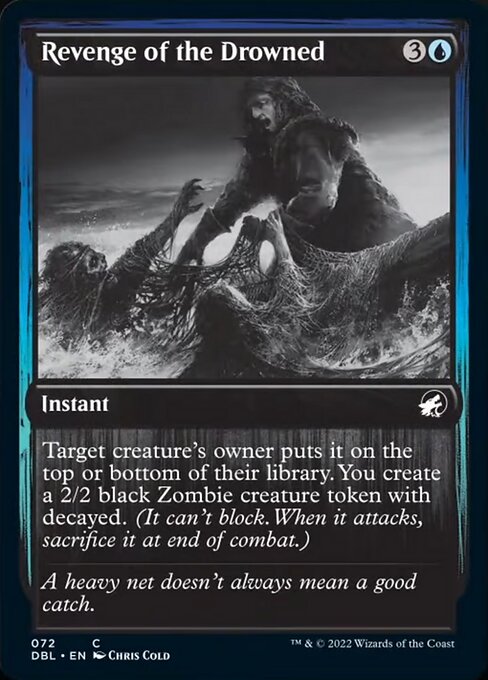 Revenge of the Drowned 3
Instant
Target creature's owner puts it on the
top or bottom of their library. You create
a 2/2 black Zombie creature token with
decayed. (It can't block. When it attacks,
sacrifice it at end of combat.)
A heavy net doesn't always mean a good
catch.
072 C
DBL • EN Chris Cold
™ & © 2022 Wizards of the Coast